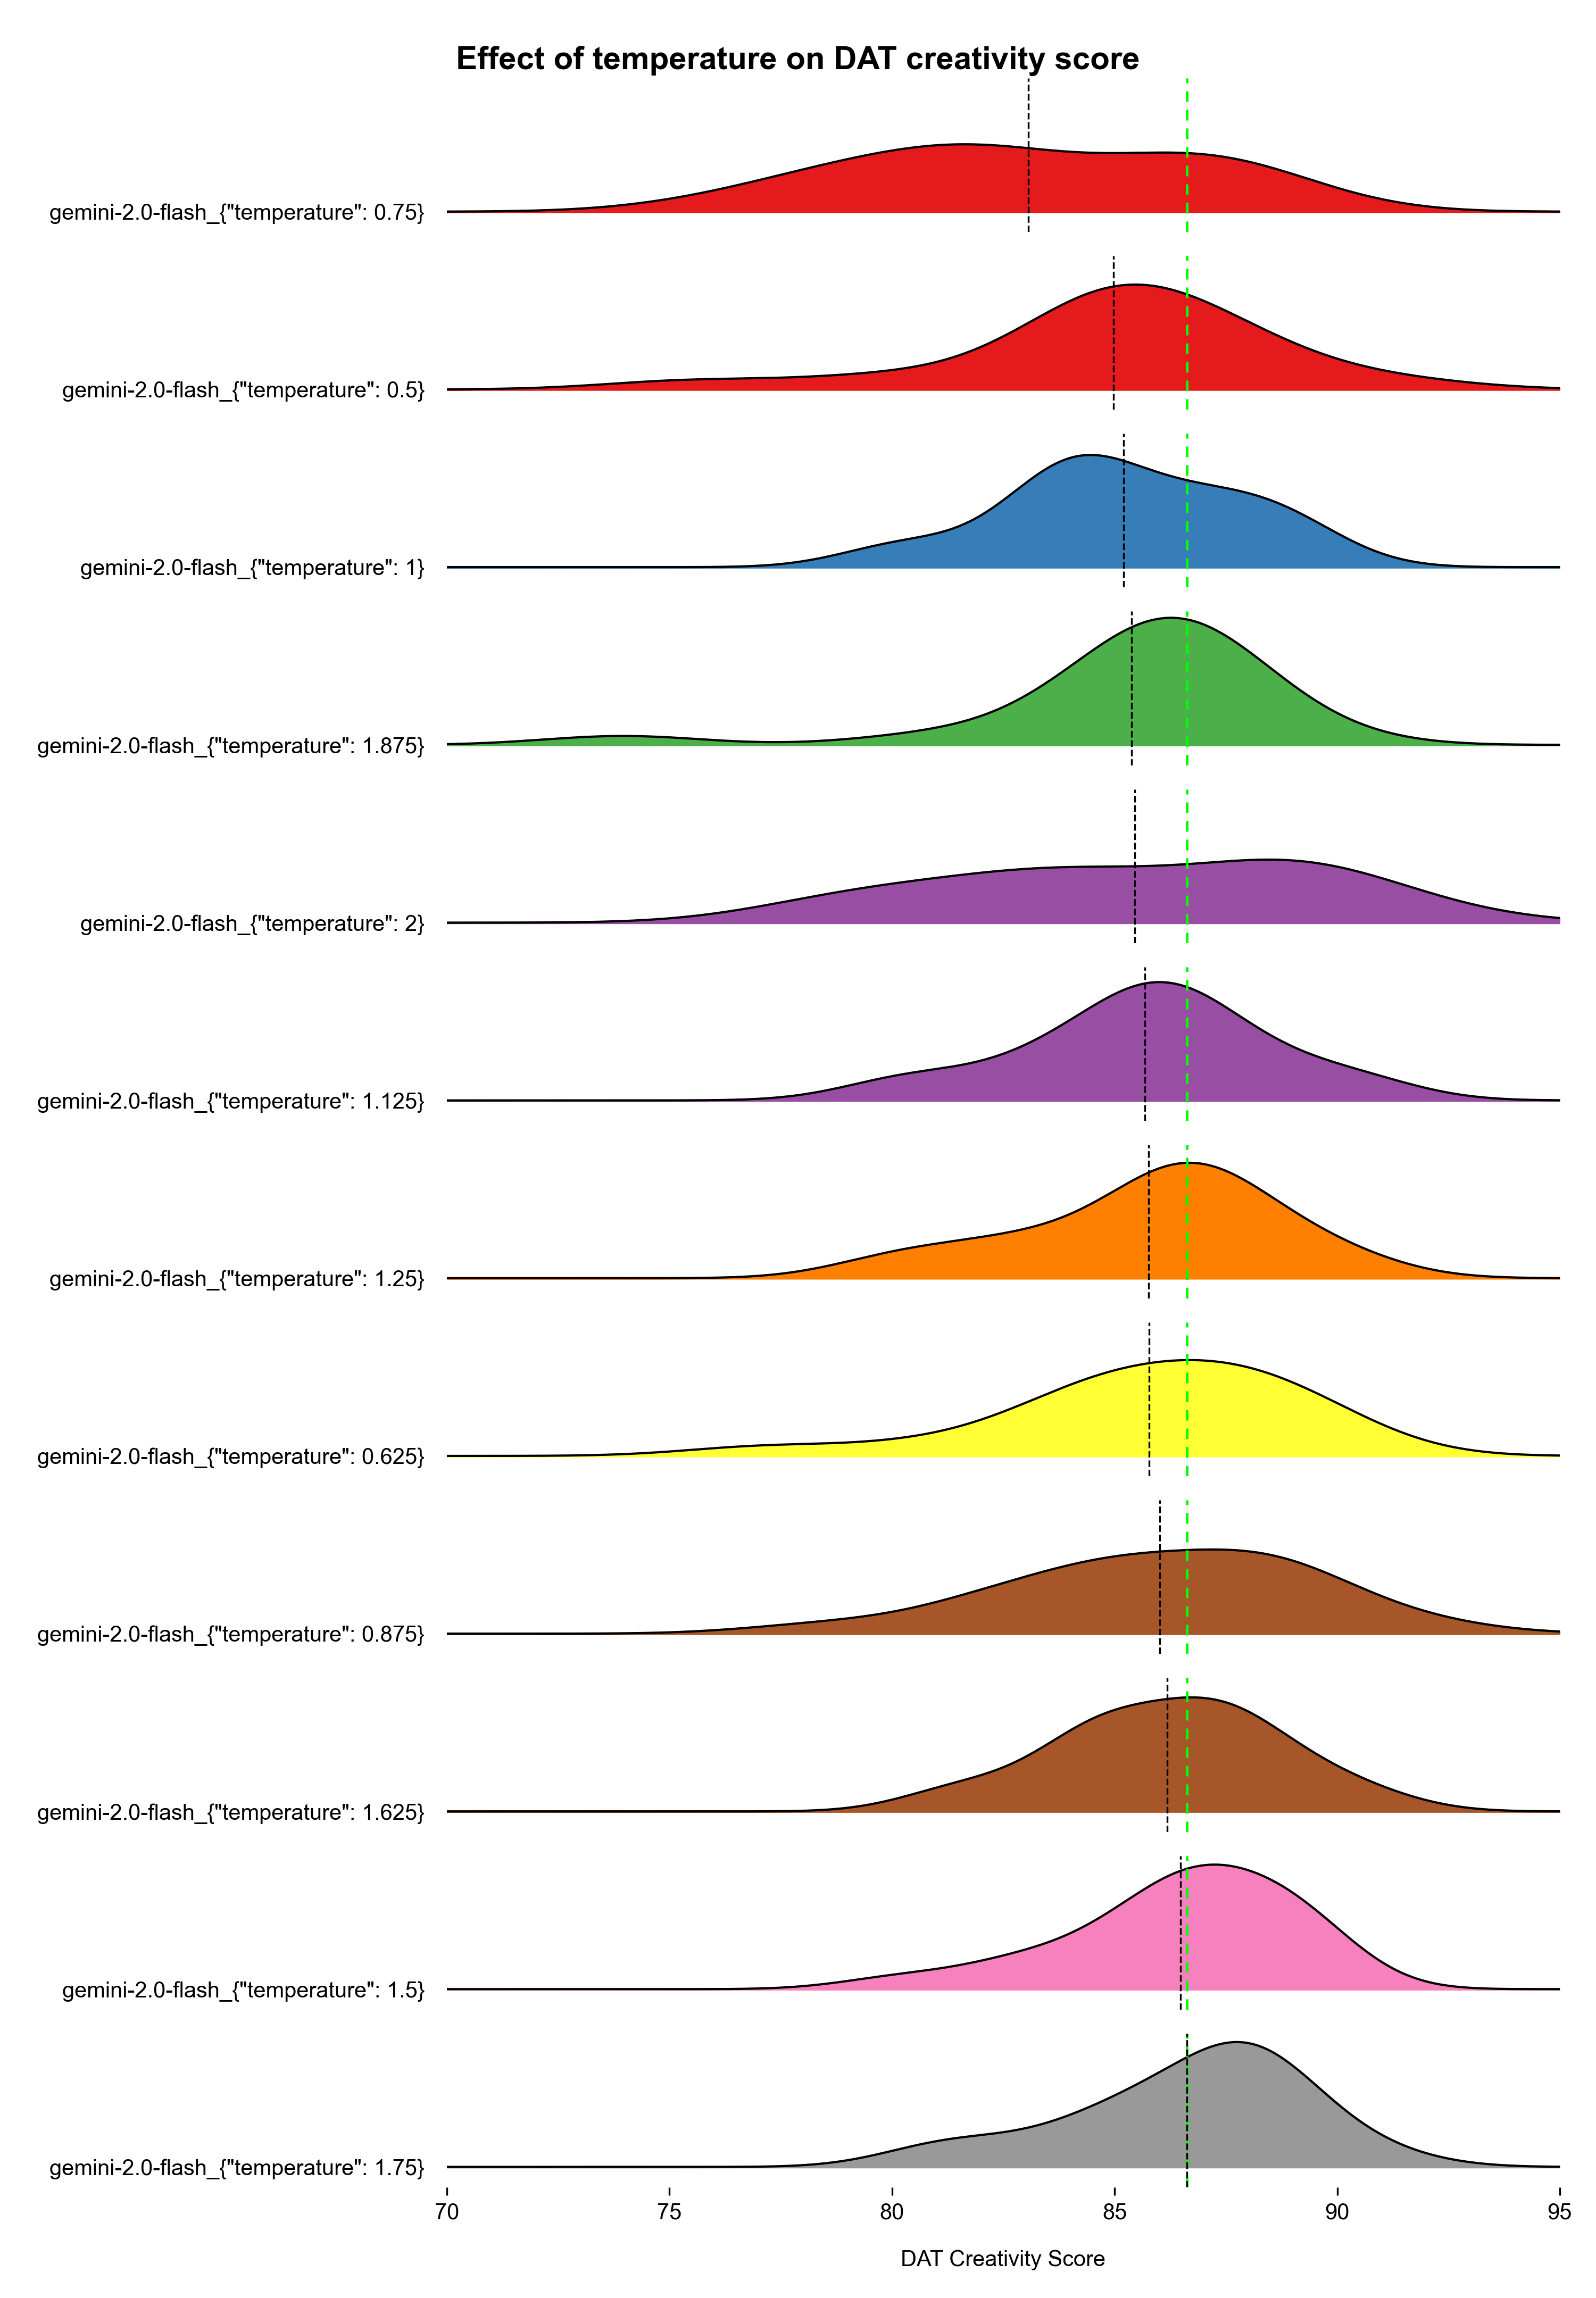 Effect of temperature on DAT creativity score
gemini-2.0-flash_{"temperature": 0.75}
gemini-2.0-flash_{"temperature": 0.5}
gemini-2.0-flash_{"temperature": 1}
gemini-2.0-flash_{"temperature": 1.875}
gemini-2.0-flash_{"temperature": 2}
gemini-2.0-flash_{"temperature": 1.125}
gemini-2.0-flash_{"temperature": 1.25}
gemini-2.0-flash_{"temperature": 0.625}
gemini-2.0-flash_{"temperature": 0.875}
gemini-2.0-flash_{"temperature": 1.625}
gemini-2.0-flash_{"temperature": 1.5}
gemini-2.0-flash_{"temperature": 1.75}
70 75 80 85 90 95
DAT Creativity Score